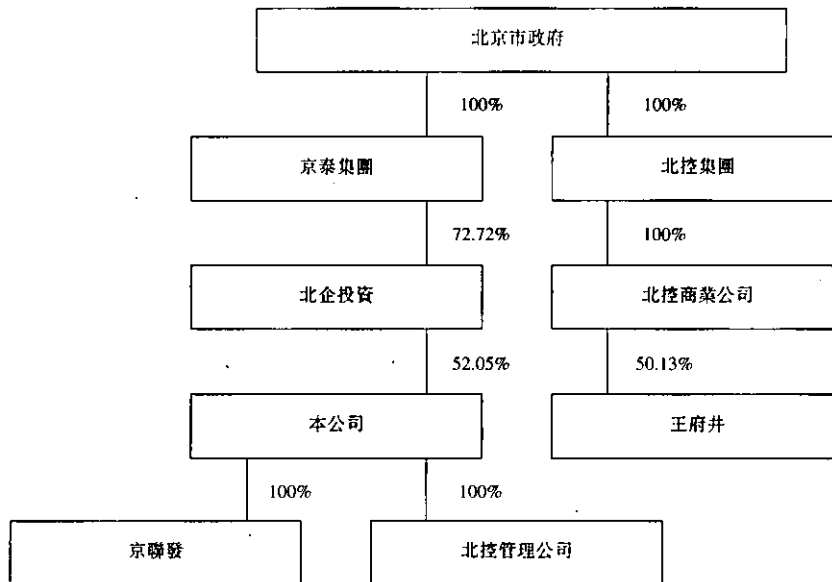 北京市政府
100% 100%
京泰集團 北控集團
72.72% 100%
北企投資 北控商業公司
52.05% 50.13%
本公司 王府井
100% 100%
京聯發 北控管理公司